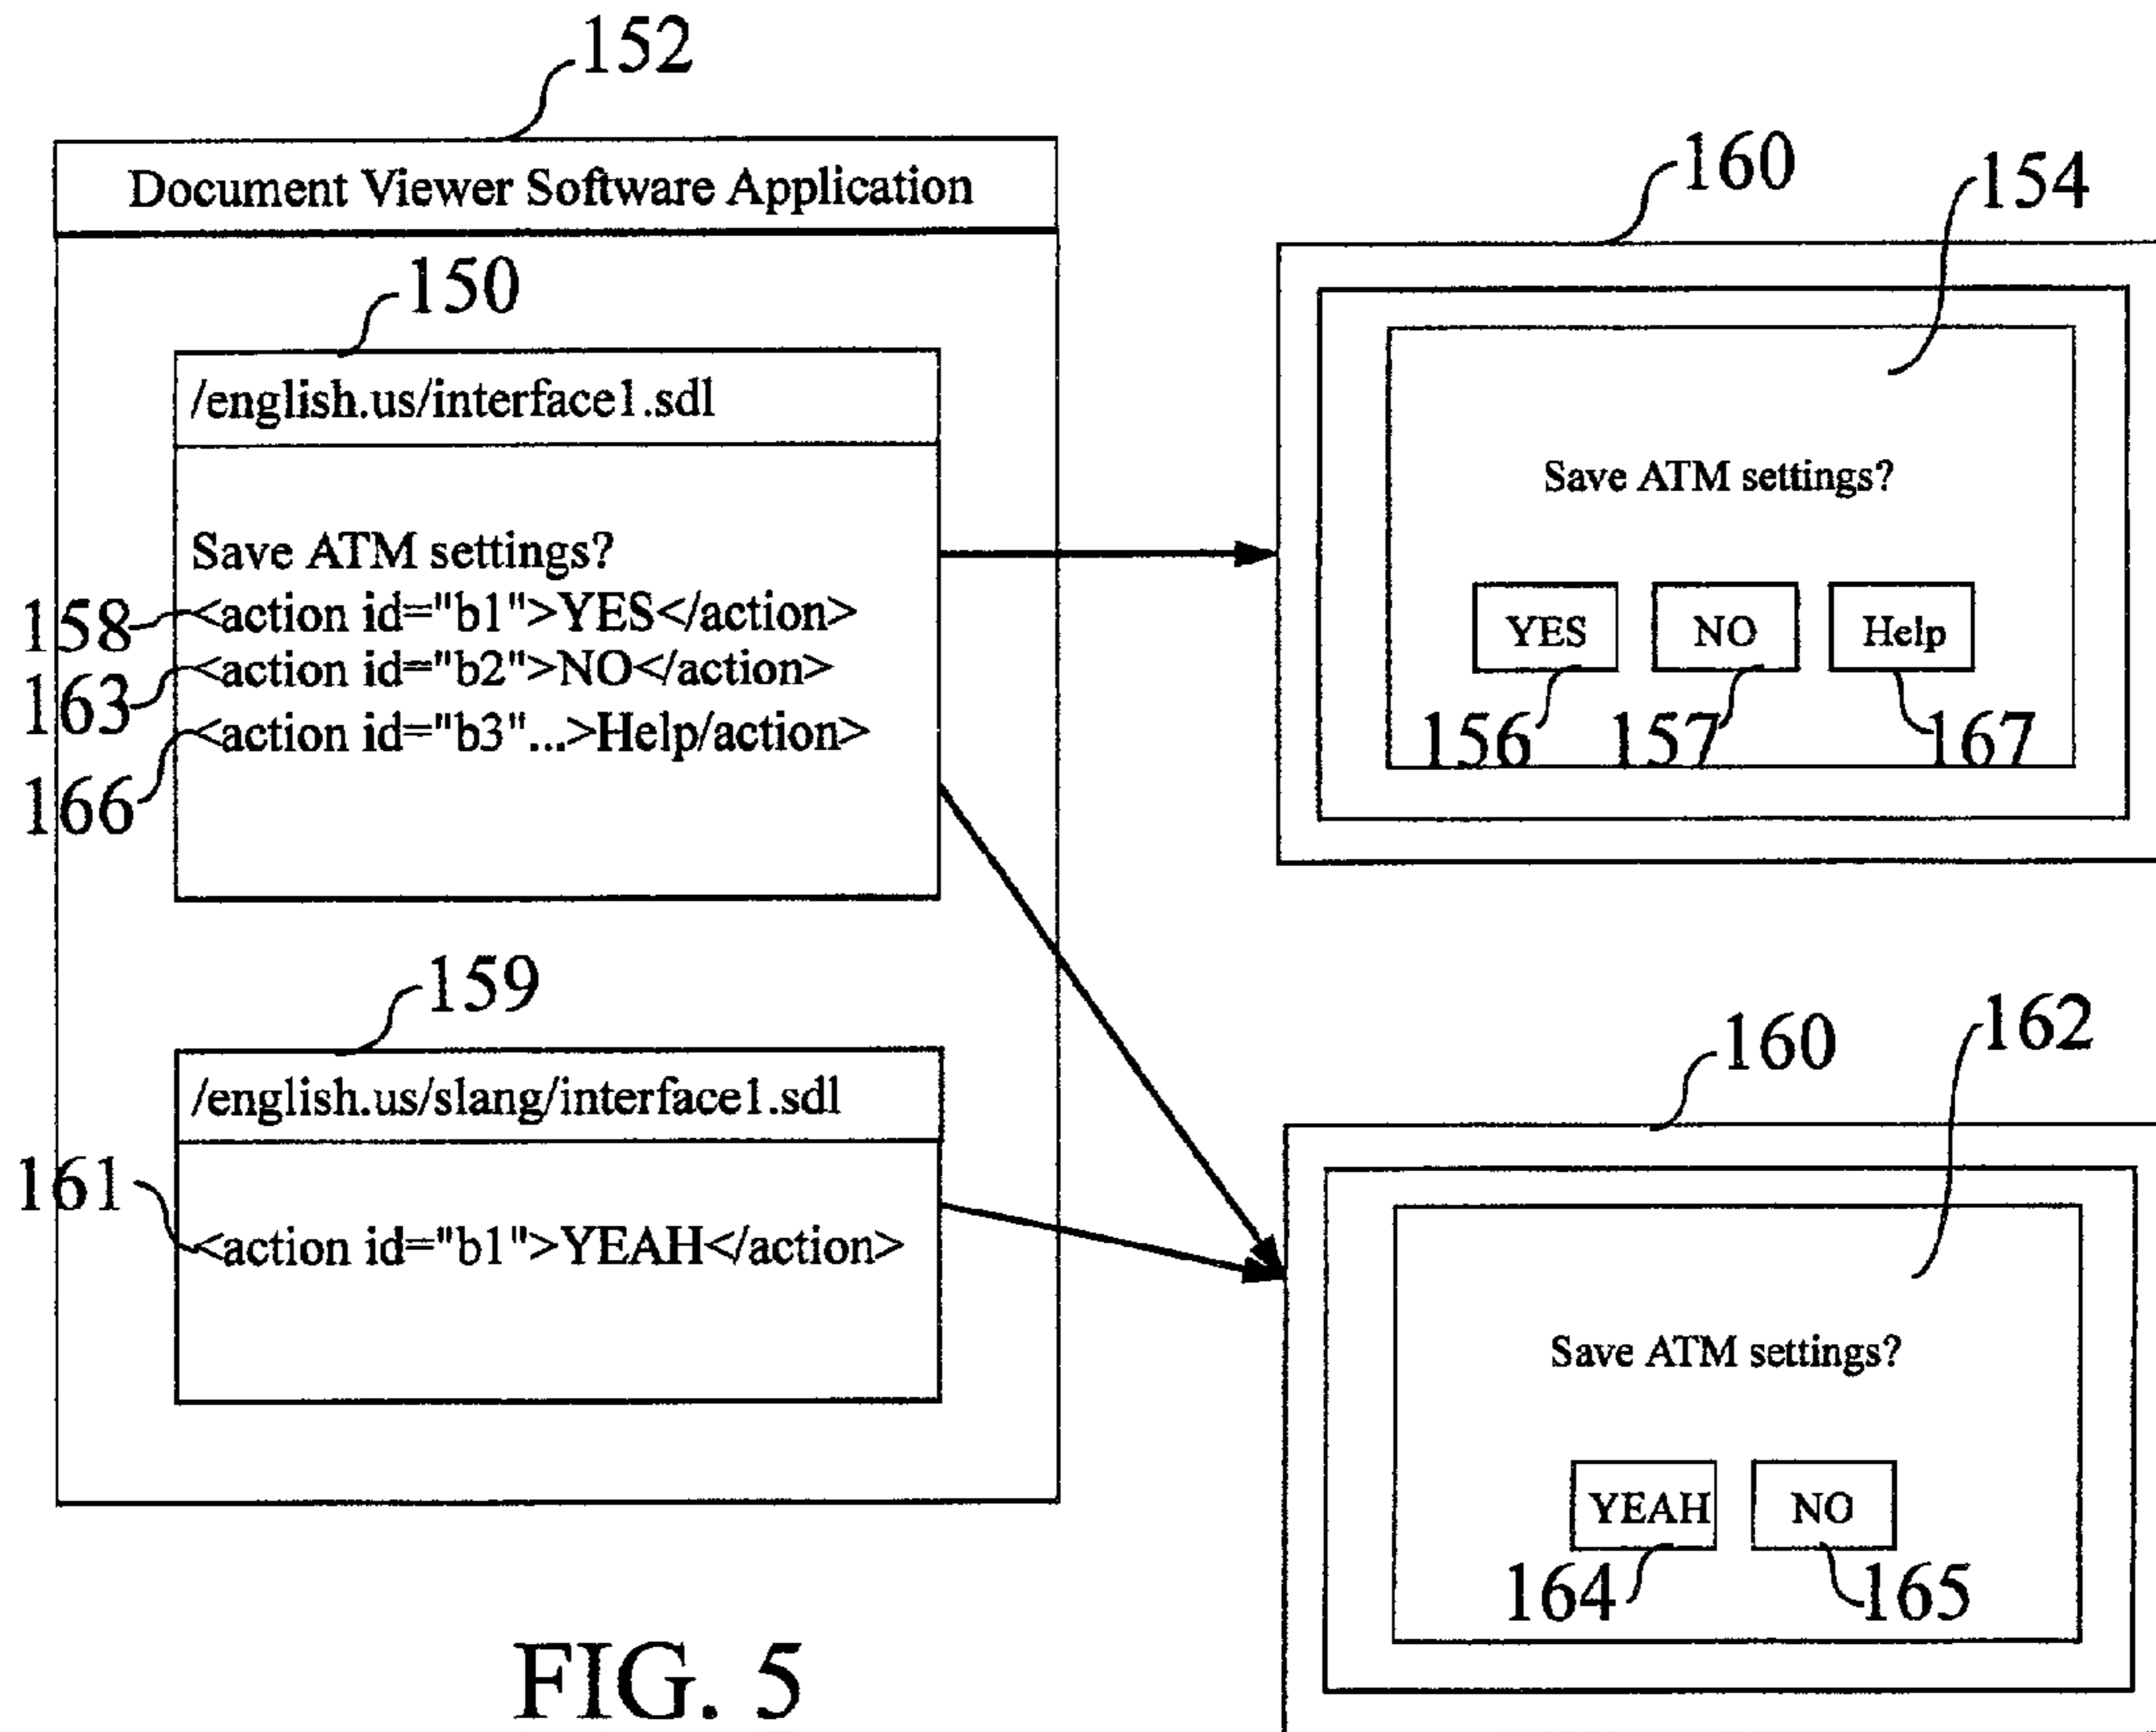 152
Document Viewer Software Application
150
/english.us/interface1.sdl
Save ATM settings?
158 <action id="b1">YES</action>
163 <action id="b2">NO</action>
166 <action id="b3"...>Help/action>
159
/english.us/slang/interface1.sdl
161 <action id="b1">YEAH</action>
160
154
Save ATM settings?
YES NO Help
156 157 167
160
162
Save ATM settings?
YEAH NO
164 165
FIG. 5